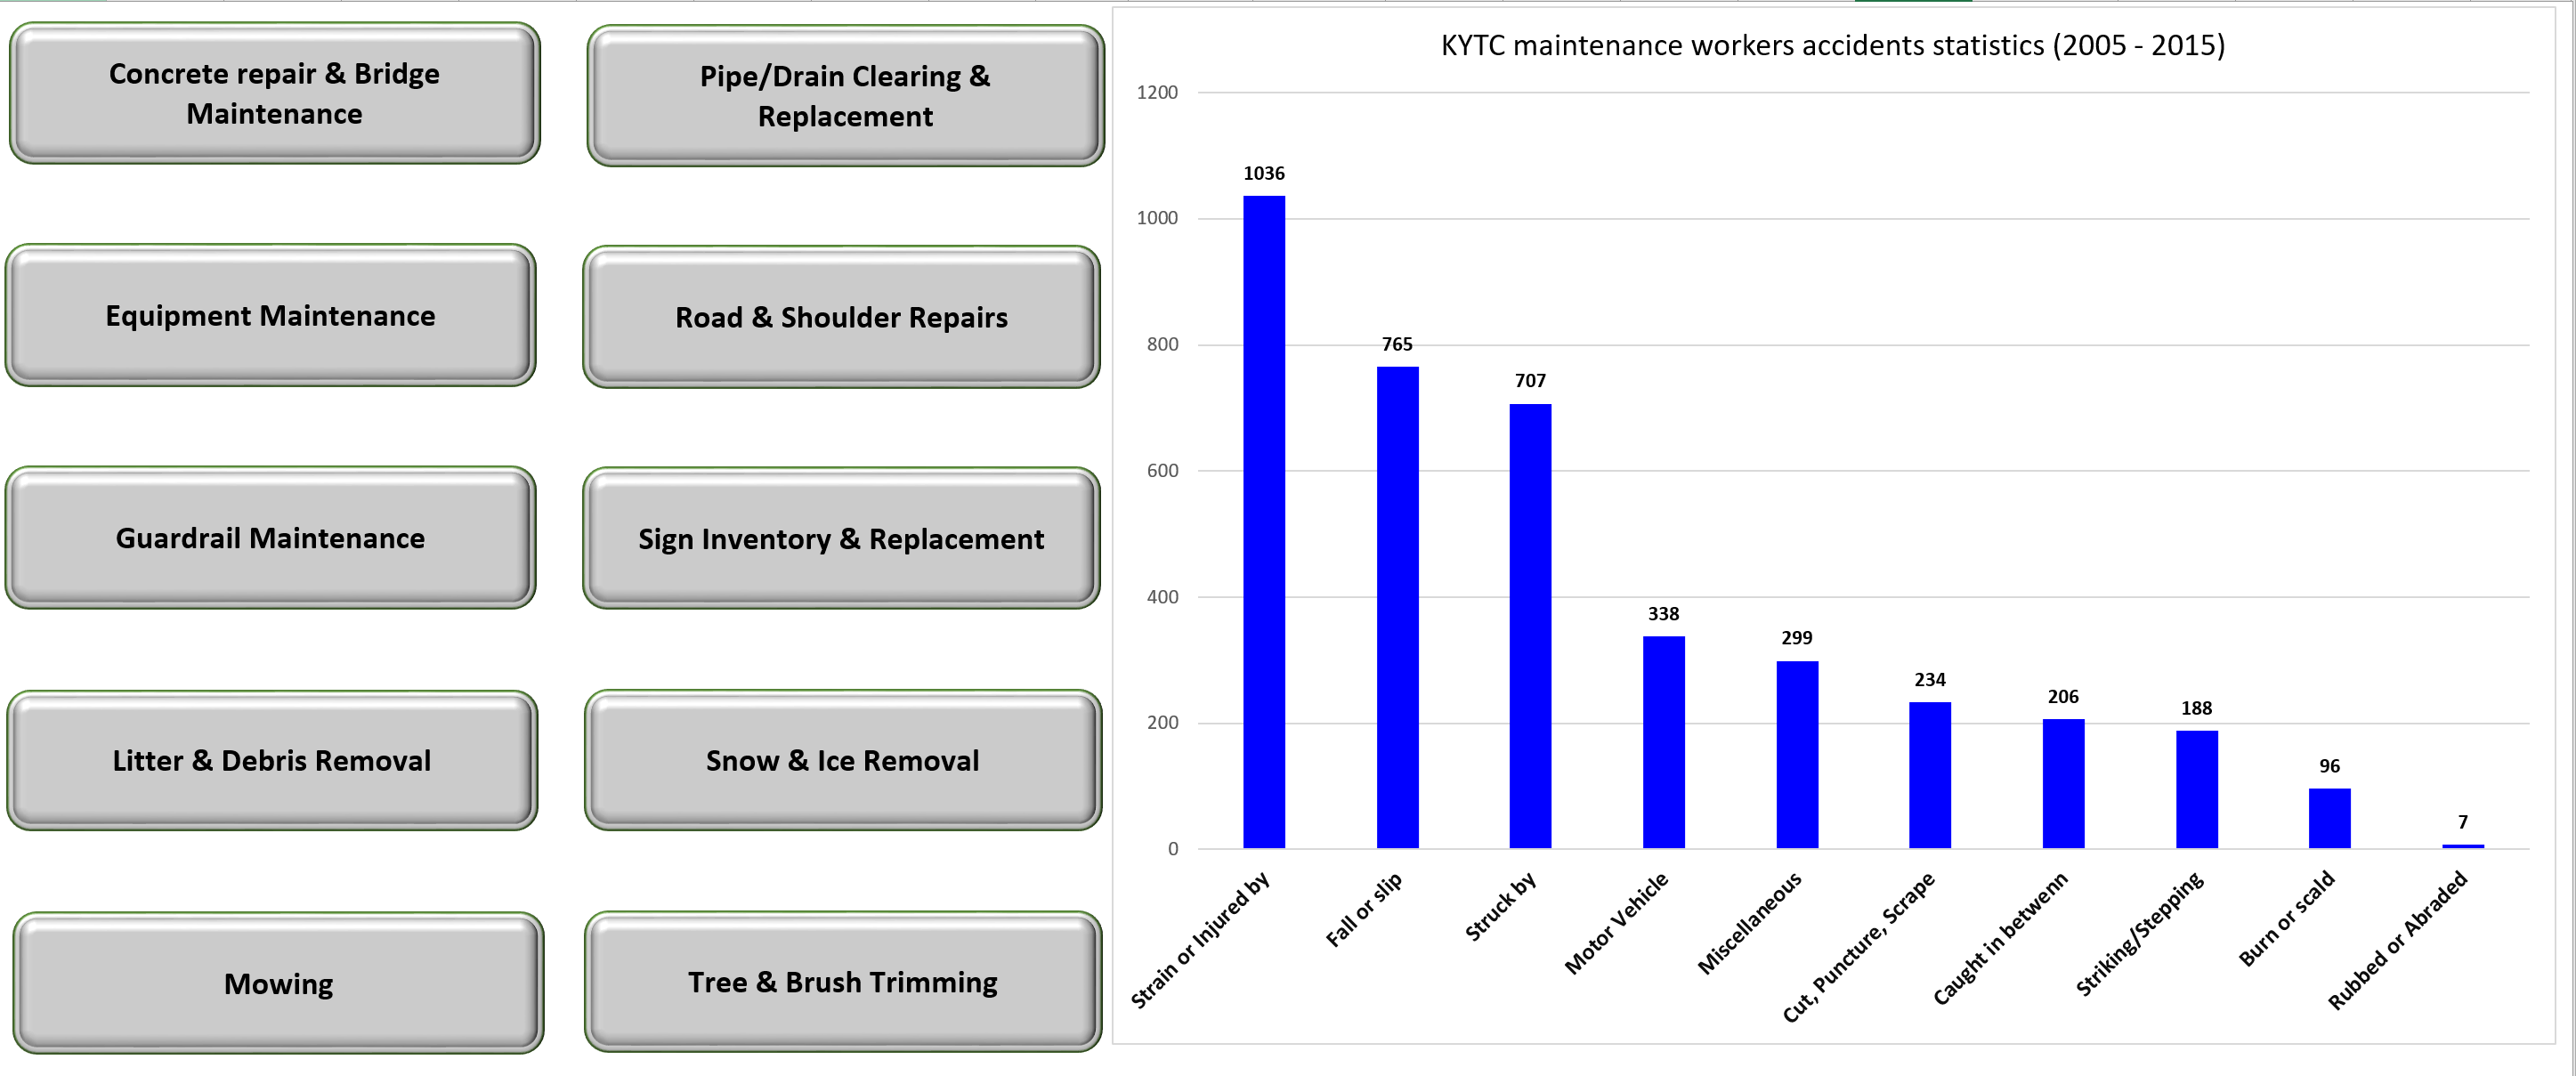 Concrete repair & Bridge
Maintenance
Pipe/Drain Clearing &
Replacement
Equipment Maintenance
Road & Shoulder Repairs
Guardrail Maintenance
Sign Inventory & Replacement
Litter & Debris Removal
Snow & Ice Removal
Mowing
Tree & Brush Trimming
KYTC maintenance workers accidents statistics (2005 - 2015)
1200
1000
800
600
400
200
0
1036
765
707
338
299
234
206
188
96
7
Strain or Injured by
Fall or slip
Struck by
Motor Vehicle
Miscellaneous
Cut, Puncture, Scrape
Caught in betwenn
Striking/Stepping
Burn or scald
Rubbed or Abraded